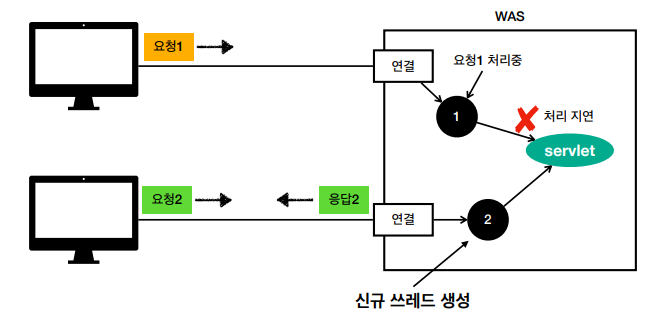 WAS
요청1
연결
요청1 처리중
1
처리 지연
servlet
요청2
응답2
연결
2
신규 쓰레드 생성